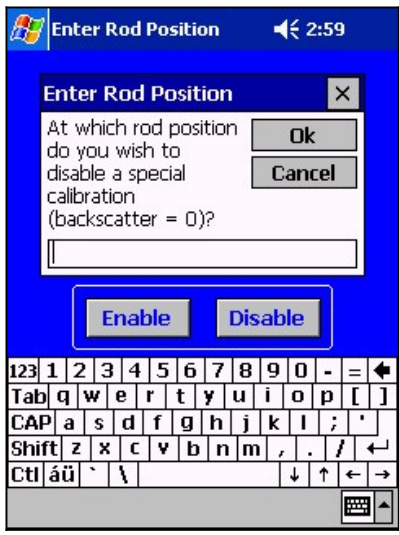 Enter Rod Position 2:59
Enter Rod Position
At which rod position
do you wish to
disable a special
calibration
(backscatter = 0)?
Ok
Cancel
Enable Disable
123 1 2 3 4 5 6 7 8 9 0 - =
Tab q w e r t y u i o p [ ]
CAP a s d f g h j k l ; '
Shift z x c v b n m , . /
Ctl áü ` \